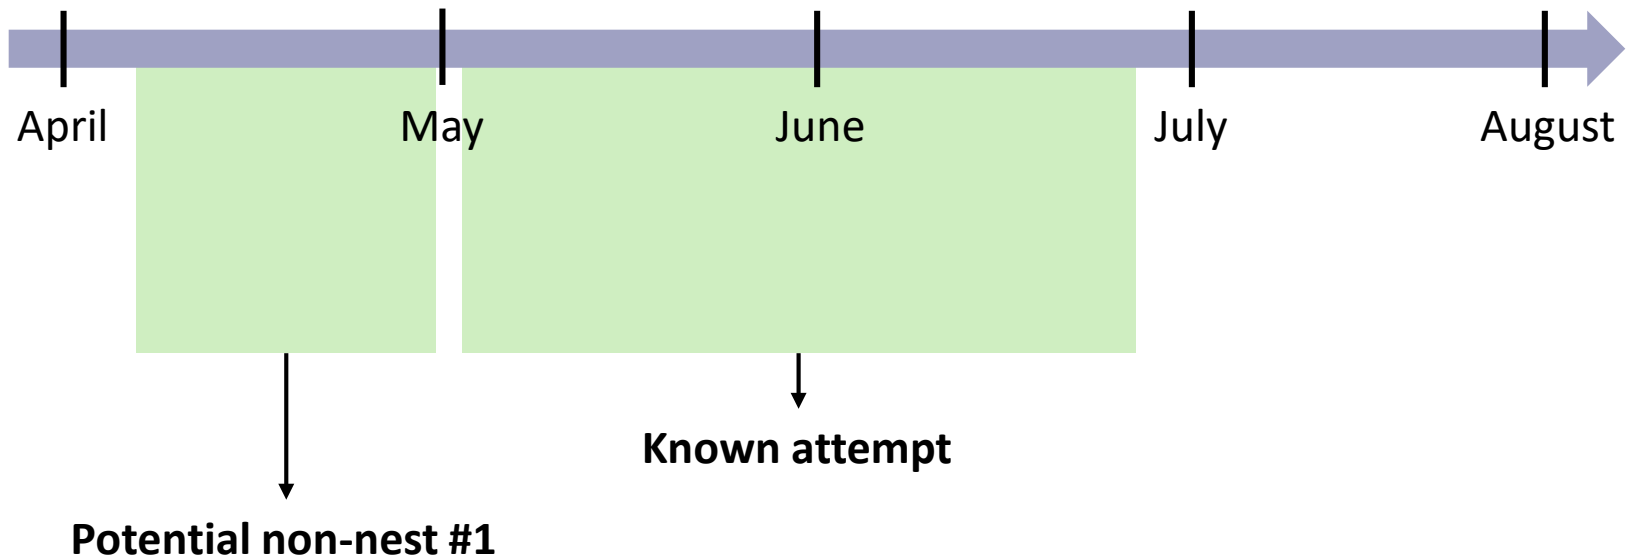 April
May
June
July
August
Known attempt
Potential non-nest #1